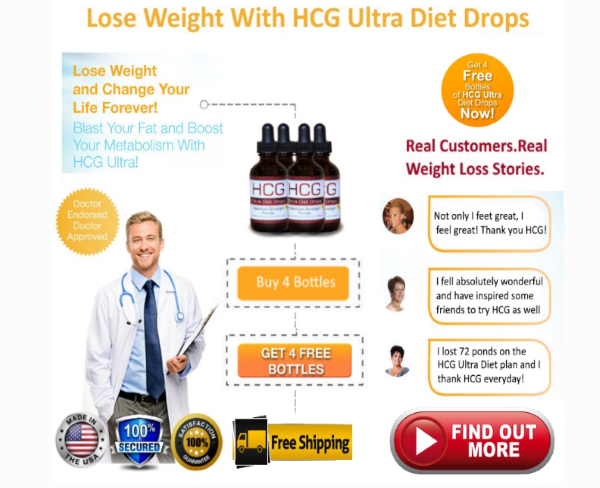 Lose Weight With HCG Ultra Diet Drops
Lose Weight
and Change Your
Life Forever!
Blast Your Fat and Boost
Your Metabolism With
HCG Ultra!
Get 4
Free
Bottles
of HCG Ultra
Diet Drops
Now!
HCG HCG
Ultra Diet Drops
Real Customers.Real
Weight Loss Stories.
Doctor
Endorsed
Doctor
Approved
Not only I feet great, I
feel great! Thank you HCG!
Buy 4 Bottles
I fell absolutely wonderful
and have inspired some
friends to try HCG as well
GET 4 FREE
BOTTLES
I lost 72 ponds on the
HCG Ultra Diet plan and I
thank HCG everyday!
MADE IN
THE USA
100%
SECURED
SATISFACTION
100%
GUARANTEE
Free Shipping
FIND OUT
MORE